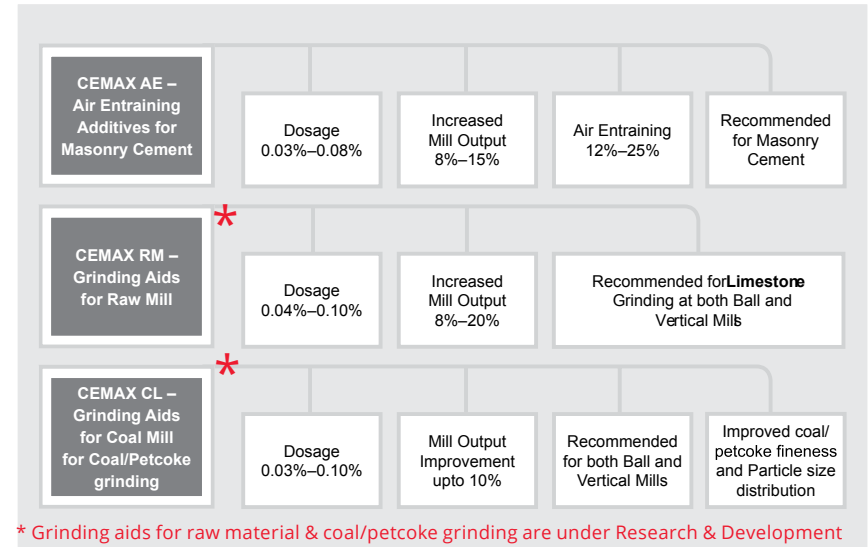 CEMAX AE –
Air Entraining
Additives for
Masonry Cement
Dosage
0.03%–0.08%
Increased
Mill Output
8%–15%
Air Entraining
12%–25%
Recommended
for Masonry
Cement
*
CEMAX RM –
Grinding Aids
for Raw Mill
Dosage
0.04%–0.10%
Increased
Mill Output
8%–20%
Recommended forLimestone
Grinding at both Ball and
Vertical Mills
*
CEMAX CL –
Grinding Aids
for Coal Mill
for Coal/Petcoke
grinding
Dosage
0.03%–0.10%
Mill Output
Improvement
upto 10%
Recommended
for both Ball and
Vertical Mills
Improved coal/
petcoke fineness
and Particle size
distribution
* Grinding aids for raw material & coal/petcoke grinding are under Research & Development